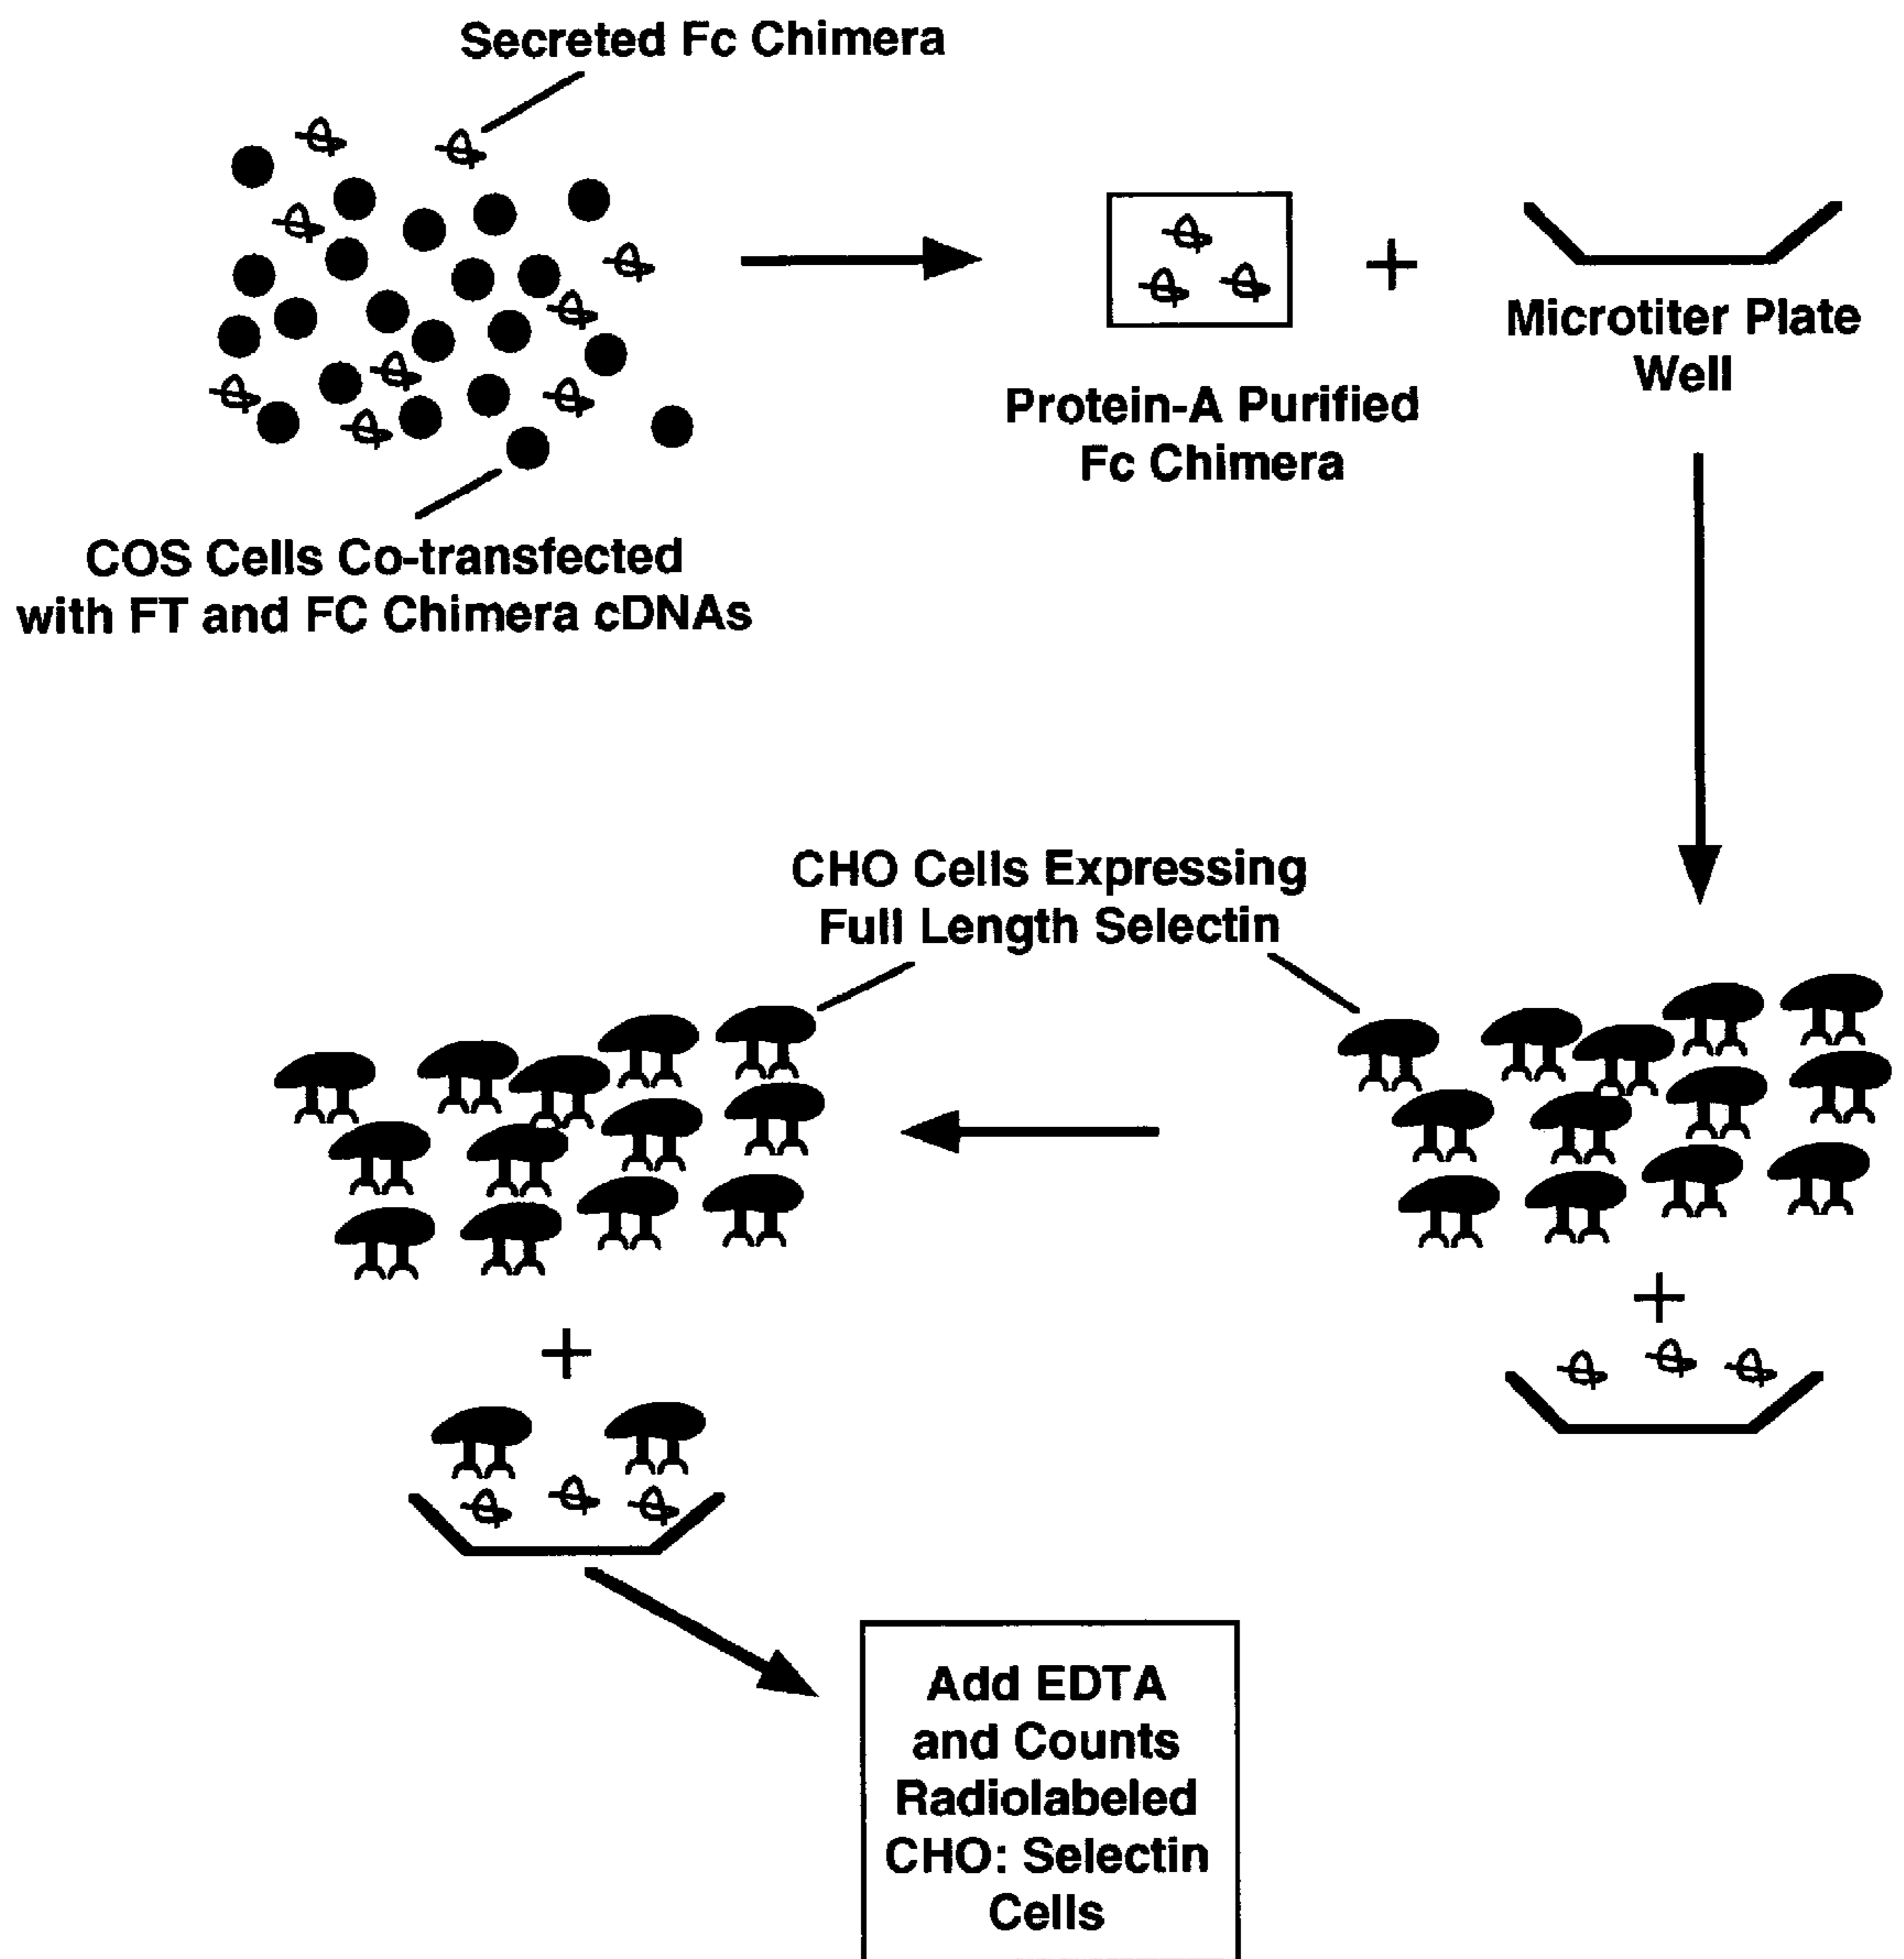 Secreted Fc Chimera
Protein-A Purified
Fc Chimera
+
Microtiter Plate
Well
COS Cells Co-transfected
with FT and FC Chimera cDNAs
CHO Cells Expressing
Full Length Selectin
+
+
Add EDTA
and Counts
Radiolabeled
CHO: Selectin
Cells